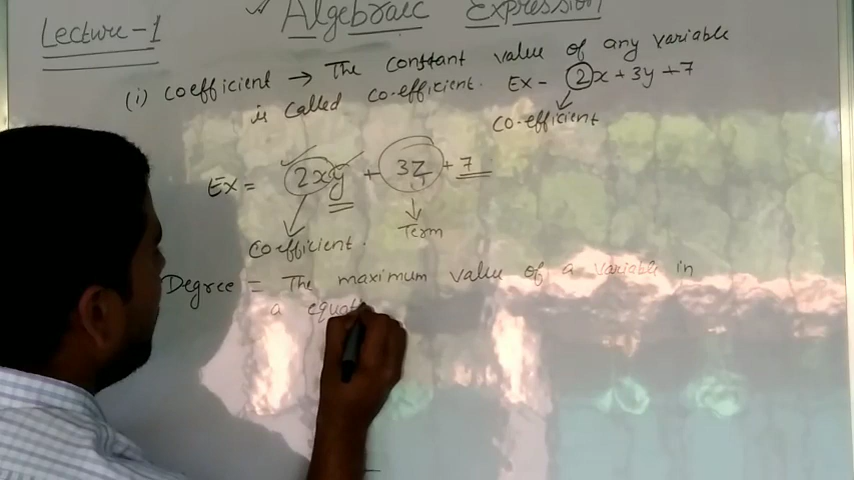 Lecture-1
Algebraic Expression
(i) coefficient → The constant value of any variable
is called co-efficient. Ex - 2x + 3y + 7
co-efficient
Ex = 2xy + 3z + 7
coefficient.
Term
Degree = The maximum value of a variable in
a equat